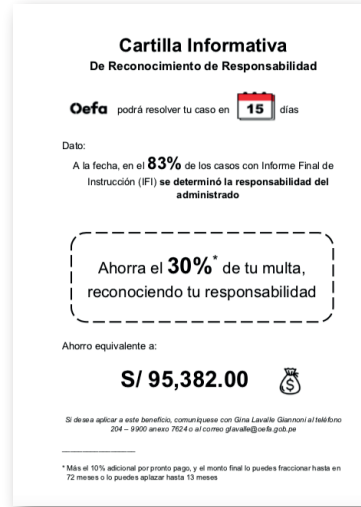 Cartilla Informativa
De Reconocimiento de Responsabilidad
Oefa podrá resolver tu caso en 15 días
Dato:
A la fecha, en el 83% de los casos con Informe Final de
Instrucción (IFI) se determinó la responsabilidad del
administrado
Ahorra el 30%* de tu multa,
reconociendo tu responsabilidad
Ahorro equivalente a:
S/ 95,382.00
$
Si desea aplicar a este beneficio, comuníquese con Gina Lavalle Giannoni al teléfono
204 – 9900 anexo 7624 o al correo glavalle@oefa.gob.pe
* Más el 10% adicional por pronto pago, y el monto final lo puedes fraccionar hasta en
72 meses o lo puedes aplazar hasta 13 meses